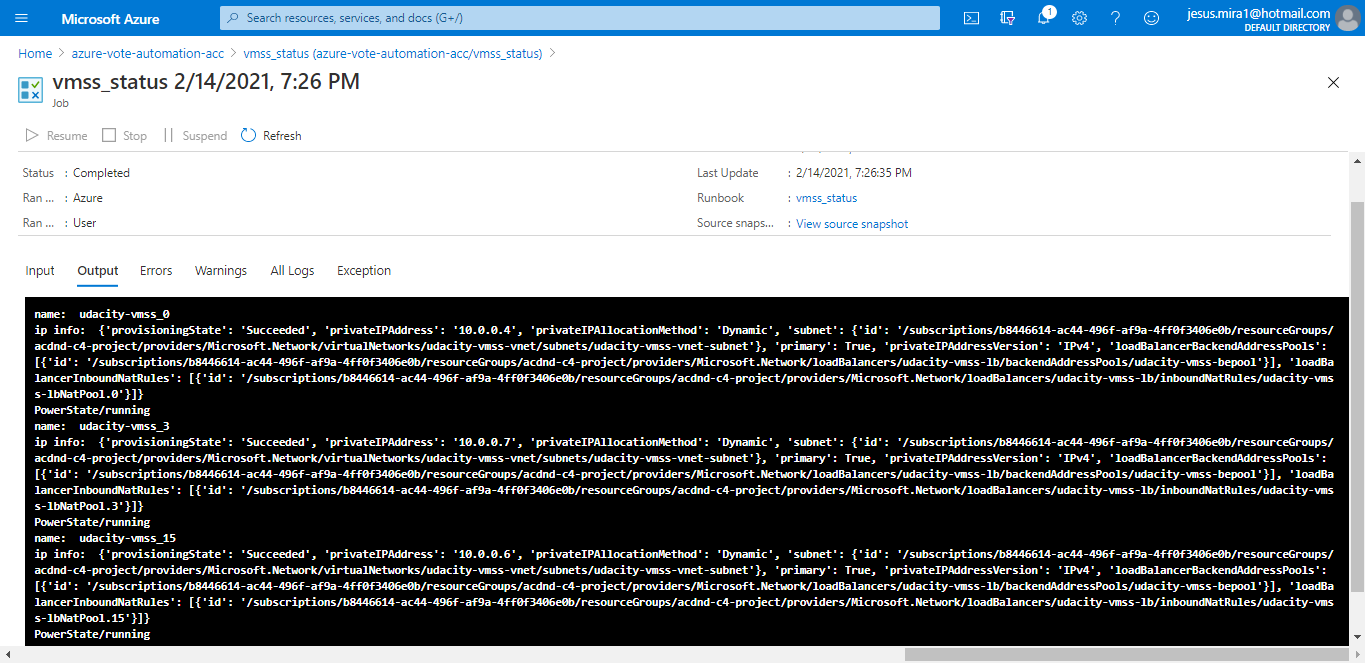 Microsoft Azure
Search resources, services, and docs (G+/)
1
jesus.mira1@hotmail.com
DEFAULT DIRECTORY
Home > azure-vote-automation-acc > vmss_status (azure-vote-automation-acc/vmss_status) >
vmss_status 2/14/2021, 7:26 PM
Job
Resume Stop Suspend Refresh
Status : Completed
Last Update : 2/14/2021, 7:26:35 PM
Ran ... : Azure
Runbook : vmss_status
Ran ... : User
Source snaps... : View source snapshot
Input Output Errors Warnings All Logs Exception
name:  udacity-vmss_0
ip info:  {'provisioningState': 'Succeeded', 'privateIPAddress': '10.0.0.4', 'privateIPAllocationMethod': 'Dynamic', 'subnet': {'id': '/subscriptions/b8446614-ac44-496f-af9a-4ff0f3406e0b/resourceGroups/
acdnd-c4-project/providers/Microsoft.Network/virtualNetworks/udacity-vmss-vnet/subnets/udacity-vmss-vnet-subnet'}, 'primary': True, 'privateIPAddressVersion': 'IPv4', 'loadBalancerBackendAddressPools':
[{'id': '/subscriptions/b8446614-ac44-496f-af9a-4ff0f3406e0b/resourceGroups/acdnd-c4-project/providers/Microsoft.Network/loadBalancers/udacity-vmss-lb/backendAddressPools/udacity-vmss-bepool'}], 'loadBa
lancerInboundNatRules': [{'id': '/subscriptions/b8446614-ac44-496f-af9a-4ff0f3406e0b/resourceGroups/acdnd-c4-project/providers/Microsoft.Network/loadBalancers/udacity-vmss-lb/inboundNatRules/udacity-vms
s-lbNatPool.0'}]}
PowerState/running
name:  udacity-vmss_3
ip info:  {'provisioningState': 'Succeeded', 'privateIPAddress': '10.0.0.7', 'privateIPAllocationMethod': 'Dynamic', 'subnet': {'id': '/subscriptions/b8446614-ac44-496f-af9a-4ff0f3406e0b/resourceGroups/
acdnd-c4-project/providers/Microsoft.Network/virtualNetworks/udacity-vmss-vnet/subnets/udacity-vmss-vnet-subnet'}, 'primary': True, 'privateIPAddressVersion': 'IPv4', 'loadBalancerBackendAddressPools':
[{'id': '/subscriptions/b8446614-ac44-496f-af9a-4ff0f3406e0b/resourceGroups/acdnd-c4-project/providers/Microsoft.Network/loadBalancers/udacity-vmss-lb/backendAddressPools/udacity-vmss-bepool'}], 'loadBa
lancerInboundNatRules': [{'id': '/subscriptions/b8446614-ac44-496f-af9a-4ff0f3406e0b/resourceGroups/acdnd-c4-project/providers/Microsoft.Network/loadBalancers/udacity-vmss-lb/inboundNatRules/udacity-vms
s-lbNatPool.3'}]}
PowerState/running
name:  udacity-vmss_15
ip info:  {'provisioningState': 'Succeeded', 'privateIPAddress': '10.0.0.6', 'privateIPAllocationMethod': 'Dynamic', 'subnet': {'id': '/subscriptions/b8446614-ac44-496f-af9a-4ff0f3406e0b/resourceGroups/
acdnd-c4-project/providers/Microsoft.Network/virtualNetworks/udacity-vmss-vnet/subnets/udacity-vmss-vnet-subnet'}, 'primary': True, 'privateIPAddressVersion': 'IPv4', 'loadBalancerBackendAddressPools':
[{'id': '/subscriptions/b8446614-ac44-496f-af9a-4ff0f3406e0b/resourceGroups/acdnd-c4-project/providers/Microsoft.Network/loadBalancers/udacity-vmss-lb/backendAddressPools/udacity-vmss-bepool'}], 'loadBa
lancerInboundNatRules': [{'id': '/subscriptions/b8446614-ac44-496f-af9a-4ff0f3406e0b/resourceGroups/acdnd-c4-project/providers/Microsoft.Network/loadBalancers/udacity-vmss-lb/inboundNatRules/udacity-vms
s-lbNatPool.15'}]}
PowerState/running